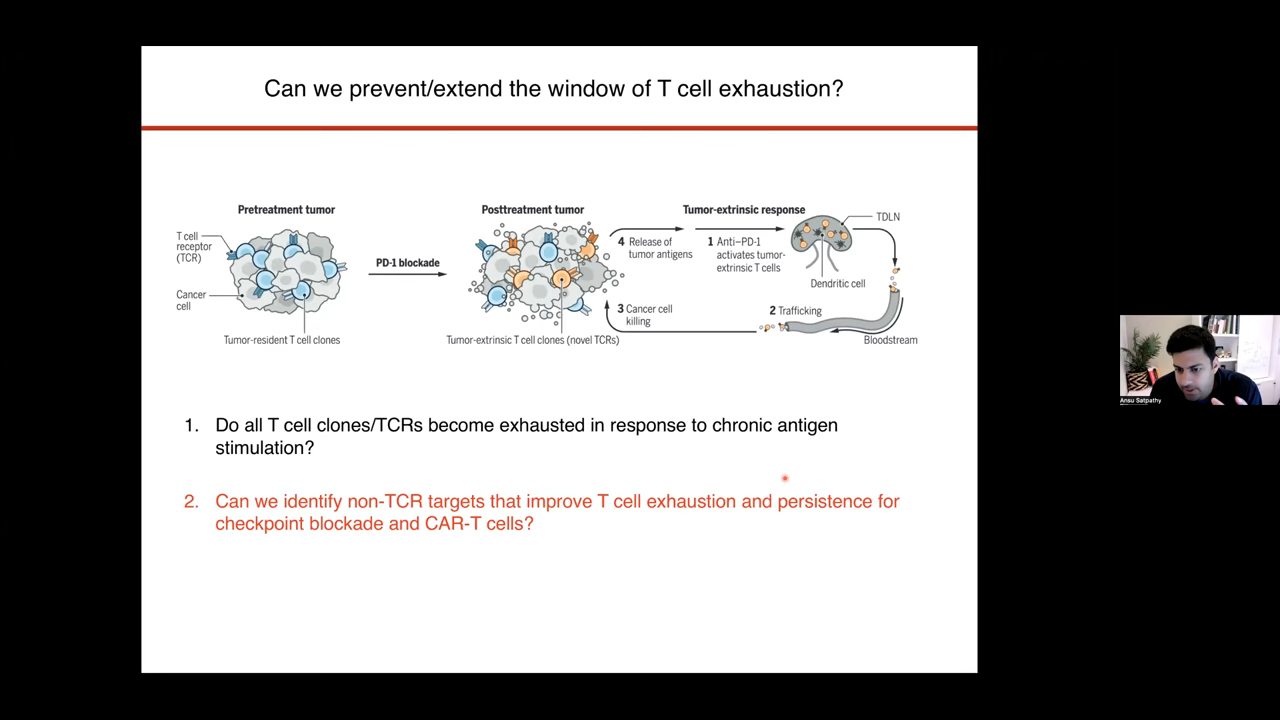 Can we prevent/extend the window of T cell exhaustion?
Pretreatment tumor
T cell
receptor
(TCR)
Cancer
cell
Tumor-resident T cell clones
PD-1 blockade
Posttreatment tumor
Tumor-extrinsic T cell clones (novel TCRs)
Tumor-extrinsic response
4 Release of
tumor antigens
1 Anti–PD-1
activates tumor-
extrinsic T cells
TDLN
Dendritic cell
3 Cancer cell
killing
2 Trafficking
Bloodstream
1. Do all T cell clones/TCRs become exhausted in response to chronic antigen
stimulation?
2. Can we identify non-TCR targets that improve T cell exhaustion and persistence for
checkpoint blockade and CAR-T cells?
Ansu Satpathy